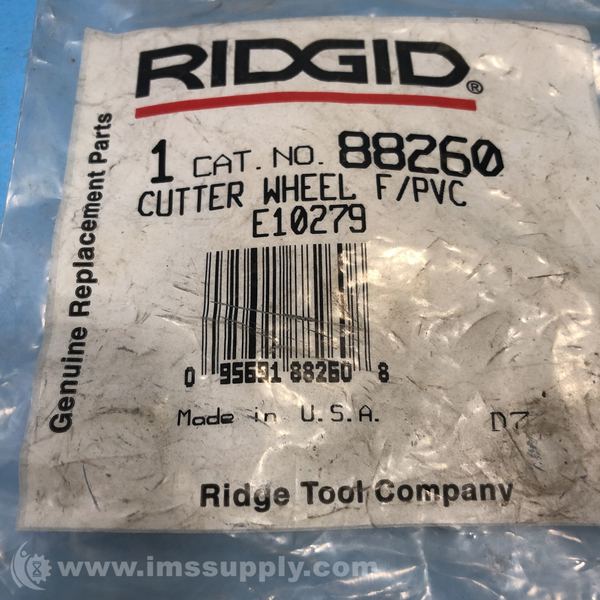 RIDGID®
1 CAT. NO. 88260
CUTTER WHEEL F/PVC
E10279
Genuine Replacement Parts
0 95691 88260 8
Made in U.S.A. D7
Ridge Tool Company
www.imssupply.com